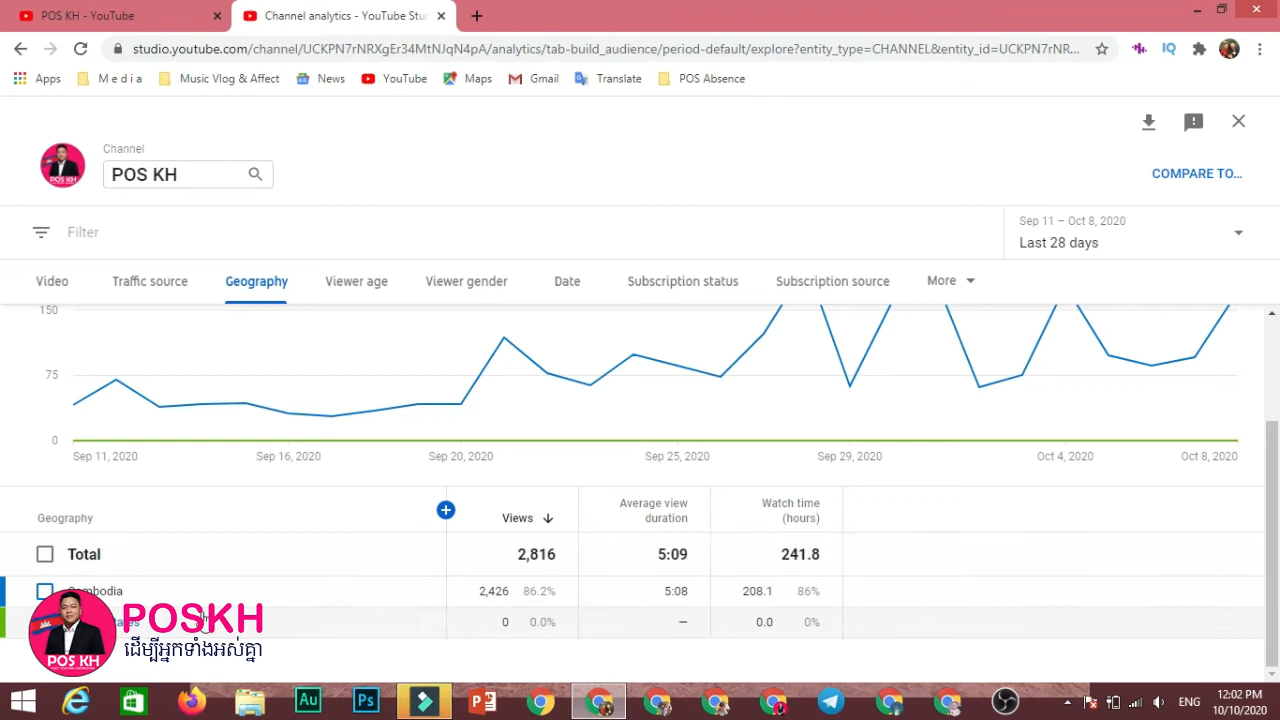 POS KH - YouTube
Channel analytics - YouTube Stu
studio.youtube.com/channel/UCKPN7rNRXgEr34MtNJqN4pA/analytics/tab-build_audience/period-default/explore?entity_type=CHANNEL&entity_id=UCKPN7rNR...
IQ
Apps
M e d i a
Music Vlog & Affect
News
YouTube
Maps
Gmail
Translate
POS Absence
Channel
POS KH
COMPARE TO...
Filter
Sep 11 – Oct 8, 2020
Last 28 days
Video Traffic source Geography Viewer age Viewer gender Date Subscription status Subscription source More
150
75
0
Sep 11, 2020 Sep 16, 2020 Sep 20, 2020 Sep 25, 2020 Sep 29, 2020 Oct 4, 2020 Oct 8, 2020
Geography
Views
Average view duration
Watch time (hours)
Total 2,816 5:09 241.8
Cambodia 2,426 86.2% 5:08 208.1 86%
0 0.0% — 0.0 0%
POSKH
ដើម្បីអ្នកទាំងអស់គ្នា
POS KH
Au
Ps
ENG
12:02 PM
10/10/2020